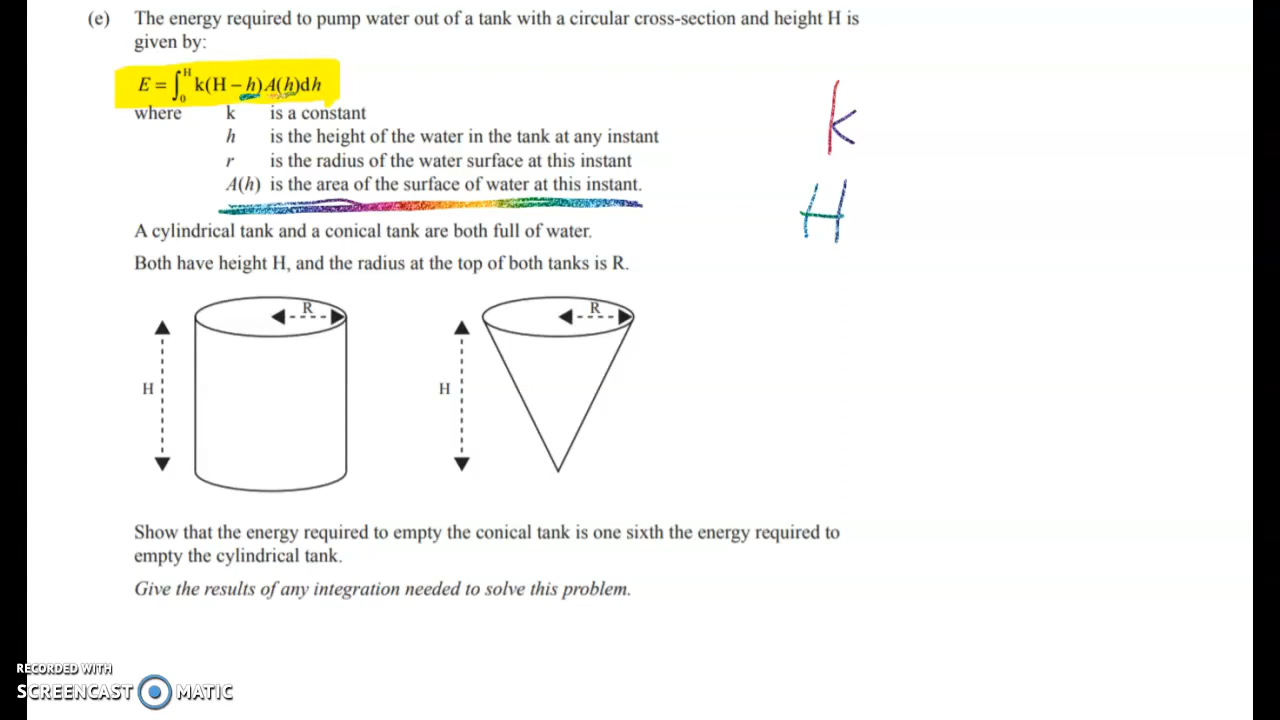 (e) The energy required to pump water out of a tank with a circular cross-section and height H is
given by:
E = ∫₀ᴴ k(H – h)A(h)dh
where k is a constant
h is the height of the water in the tank at any instant
r is the radius of the water surface at this instant
A(h) is the area of the surface of water at this instant.
k
H
A cylindrical tank and a conical tank are both full of water.
Both have height H, and the radius at the top of both tanks is R.
R
H
R
H
Show that the energy required to empty the conical tank is one sixth the energy required to
empty the cylindrical tank.
Give the results of any integration needed to solve this problem.
RECORDED WITH
SCREENCAST MATIC